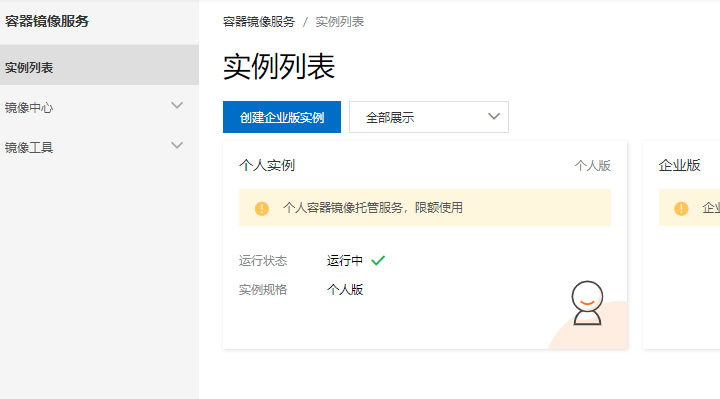 容器镜像服务
实例列表
镜像中心
镜像工具
容器镜像服务 / 实例列表
实例列表
创建企业版实例
全部展示
个人实例 个人版
个人容器镜像托管服务，限额使用
运行状态 运行中
实例规格 个人版
企业版
企业